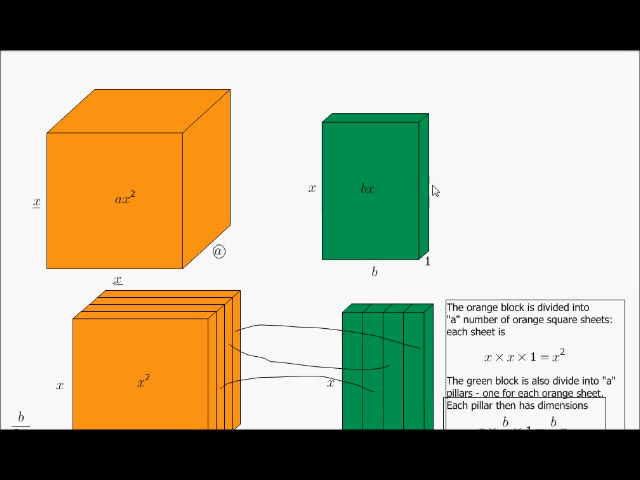 x
ax²
a
x
x
bx
b
1
x
x²
x
b
The orange block is divided into
"a" number of orange square sheets:
each sheet is
x × x × 1 = x²
The green block is also divide into "a"
pillars - one for each orange sheet.
Each pillar then has dimensions